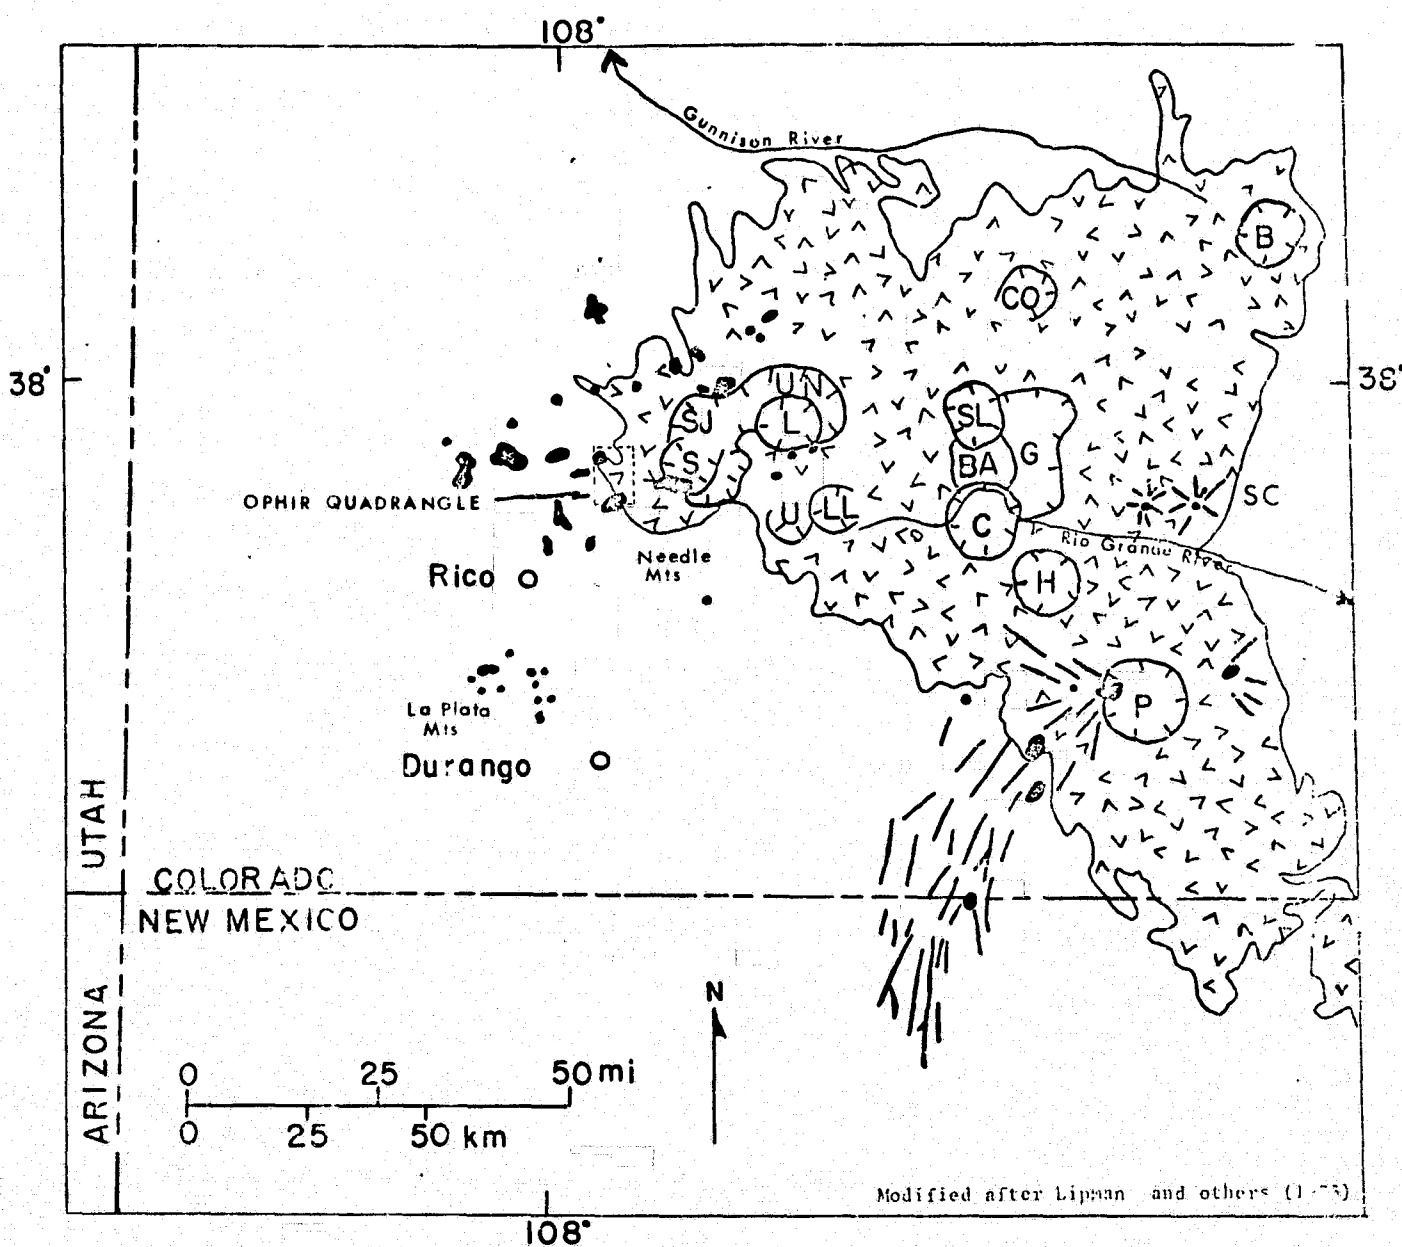 108°
Gunnison River
B
CO
38°
38°
UN
SJ
L
SL
S
BA
G
OPHIR QUADRANGLE
SC
U
LL
C
Rio Grande River
Needle
Mts
Rico
H
La Plata
Mts
P
Durango
UTAH
COLORADO
NEW MEXICO
ARIZONA
N
0 25 50 mi
0 25 50 km
Modified after Lipman and others
108°